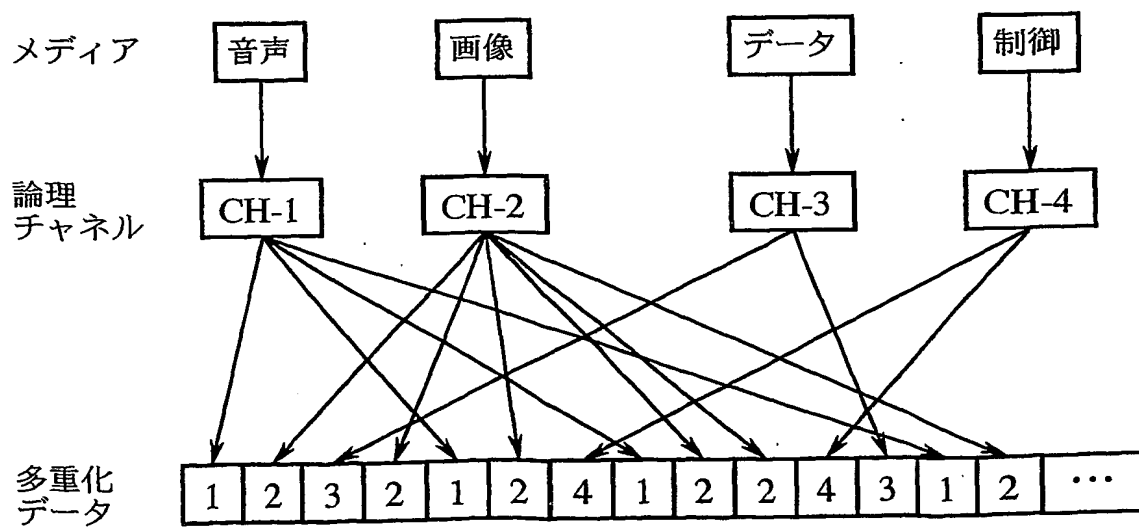 メディア 音声 画像 データ 制御
論理
チャネル
CH-1 CH-2 CH-3 CH-4
多重化
データ
1 2 3 2 1 2 4 1 2 2 4 3 1 2 …